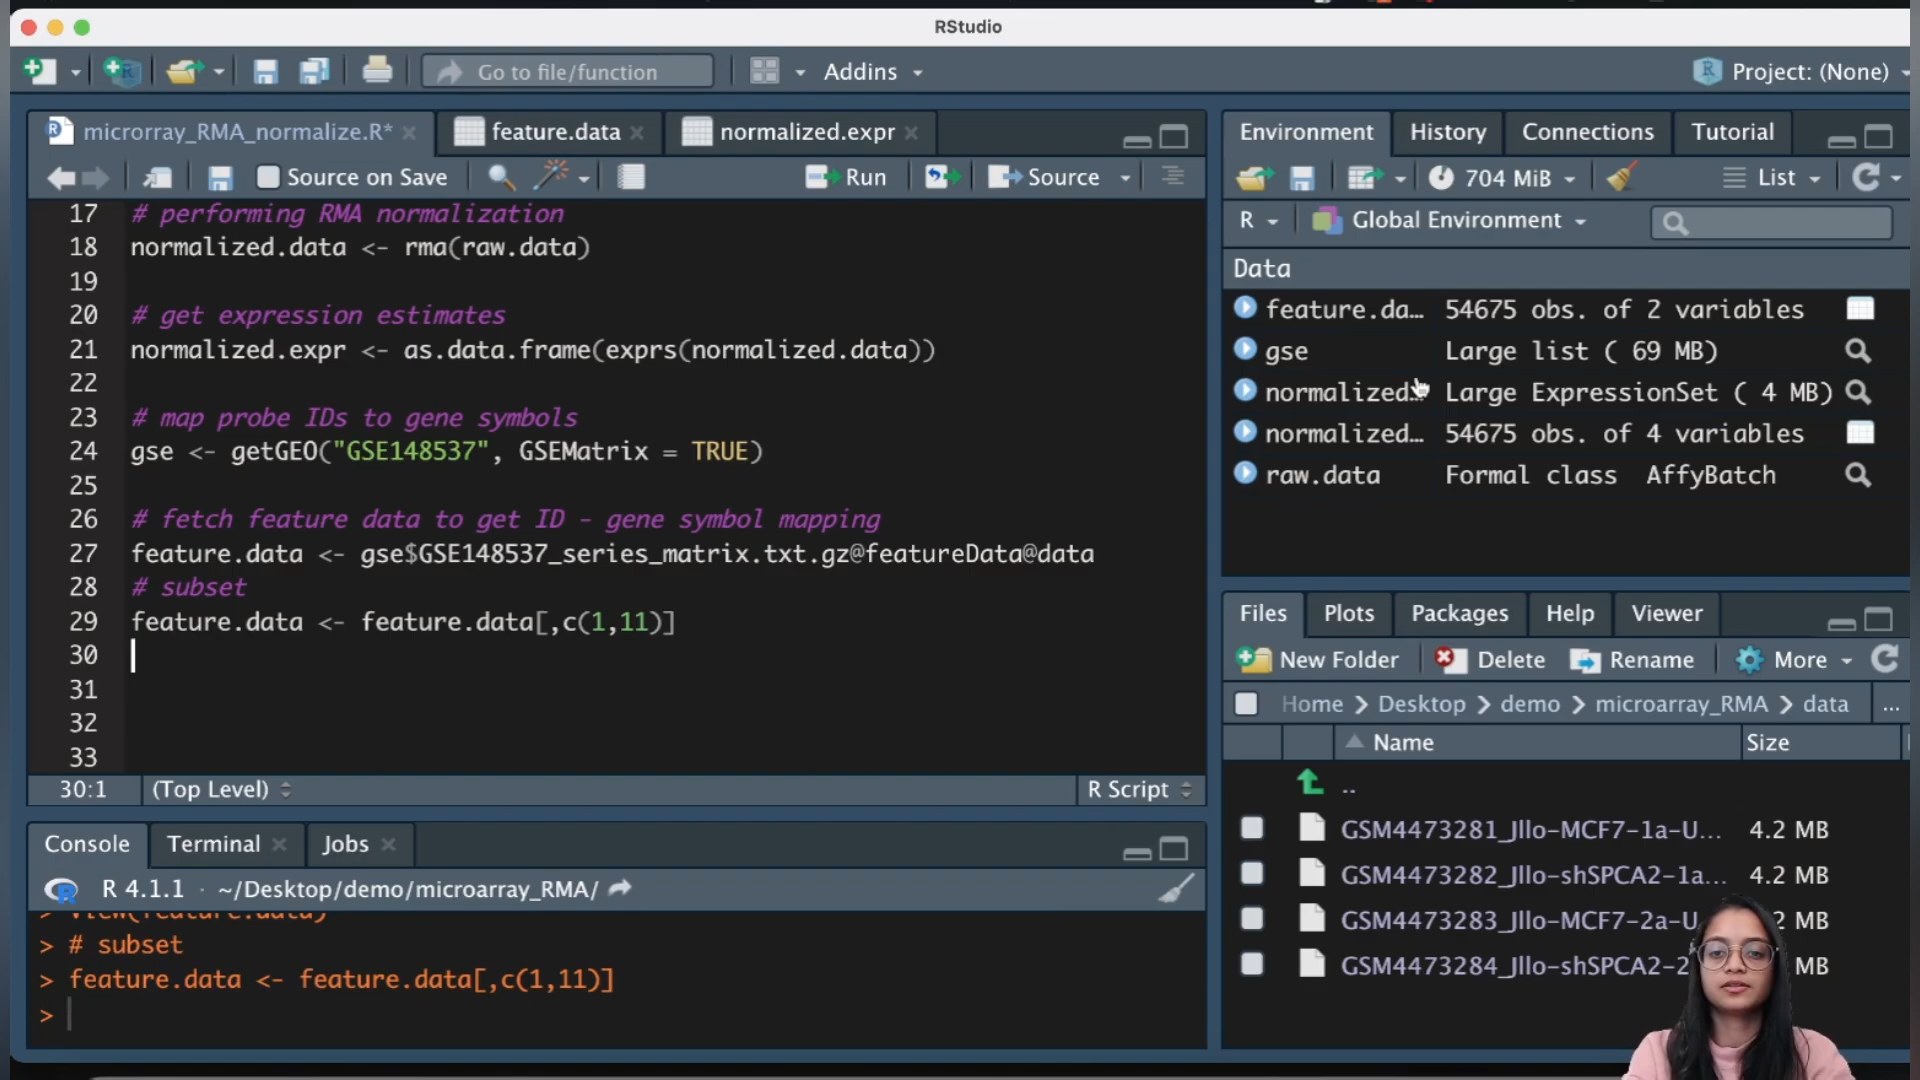 RStudio
Go to file/function
Addins
Project: (None)
microrray_RMA_normalize.R*
feature.data
normalized.expr
Source on Save
Run
Source
17 # performing RMA normalization
18 normalized.data <- rma(raw.data)
19
20 # get expression estimates
21 normalized.expr <- as.data.frame(exprs(normalized.data))
22
23 # map probe IDs to gene symbols
24 gse <- getGEO("GSE148537", GSEMatrix = TRUE)
25
26 # fetch feature data to get ID - gene symbol mapping
27 feature.data <- gse$GSE148537_series_matrix.txt.gz@featureData@data
28 # subset
29 feature.data <- feature.data[,c(1,11)]
30
31
32
33
30:1 (Top Level) R Script
Console Terminal Jobs
R 4.1.1 · ~/Desktop/demo/microarray_RMA/
> View(feature.data)
> # subset
> feature.data <- feature.data[,c(1,11)]
>
Environment History Connections Tutorial
704 MiB List
R Global Environment
Data
feature.da… 54675 obs. of 2 variables
gse Large list ( 69 MB)
normalized… Large ExpressionSet ( 4 MB)
normalized… 54675 obs. of 4 variables
raw.data Formal class AffyBatch
Files Plots Packages Help Viewer
New Folder Delete Rename More
Home Desktop demo microarray_RMA data ...
Name Size
..
GSM4473281_JIlo-MCF7-1a-U... 4.2 MB
GSM4473282_JIlo-shSPCA2-1a... 4.2 MB
GSM4473283_JIlo-MCF7-2a-U 2 MB
GSM4473284_JIlo-shSPCA2-2 MB